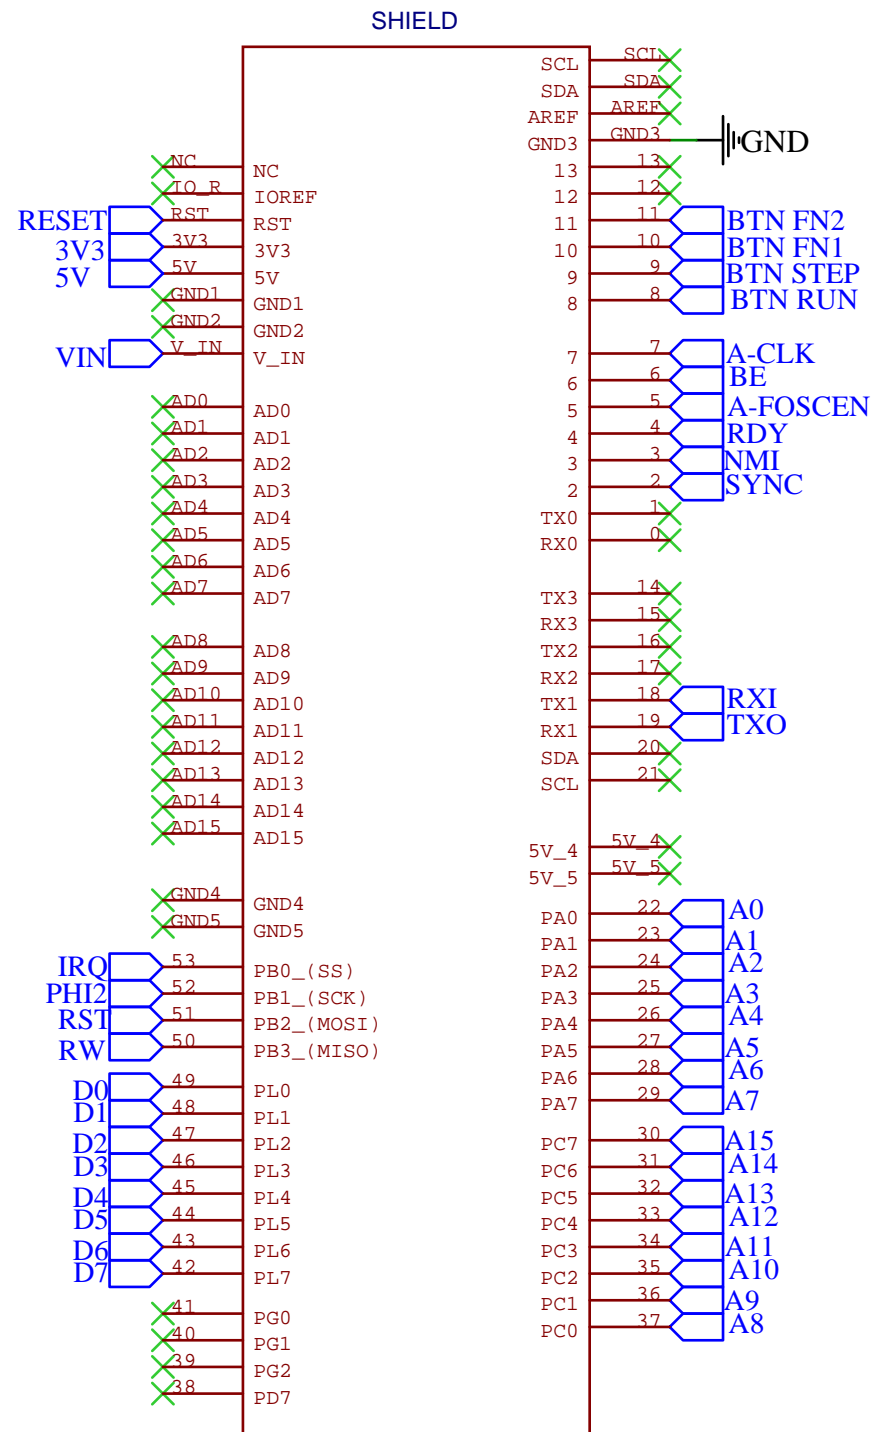 SHIELD
SCL SCL
SDA SDA
AREF AREF
GND3 GND3 GND
NC NC 13 13
IO_R IOREF 12 12
RESET RST RST 11 11 BTN FN2
3V3 3V3 3V3 10 10 BTN FN1
5V 5V 5V 9 9 BTN STEP
GND1 GND1 8 8 BTN RUN
GND2 GND2
VIN V_IN V_IN 7 7 A-CLK
6 6 BE
AD0 AD0 5 5 A-FOSCEN
AD1 AD1 4 4 RDY
AD2 AD2 3 3 NMI
AD3 AD3 2 2 SYNC
AD4 AD4 TX0 1
AD5 AD5 RX0 0
AD6 AD6
AD7 AD7 TX3 14
RX3 15
AD8 AD8 TX2 16
AD9 AD9 RX2 17
AD10 AD10 TX1 18 RXI
AD11 AD11 RX1 19 TXO
AD12 AD12 SDA 20
AD13 AD13 SCL 21
AD14 AD14
AD15 AD15 5V_4 5V_4
5V_5 5V_5
GND4 GND4 PA0 22 A0
GND5 GND5 PA1 23 A1
IRQ 53 PB0_(SS) PA2 24 A2
PHI2 52 PB1_(SCK) PA3 25 A3
RST 51 PB2_(MOSI) PA4 26 A4
RW 50 PB3_(MISO) PA5 27 A5
D0 49 PL0 PA6 28 A6
D1 48 PL1 PA7 29 A7
D2 47 PL2 PC7 30 A15
D3 46 PL3 PC6 31 A14
D4 45 PL4 PC5 32 A13
D5 44 PL5 PC4 33 A12
D6 43 PL6 PC3 34 A11
D7 42 PL7 PC2 35 A10
41 PG0 PC1 36 A9
40 PG1 PC0 37 A8
39 PG2
38 PD7